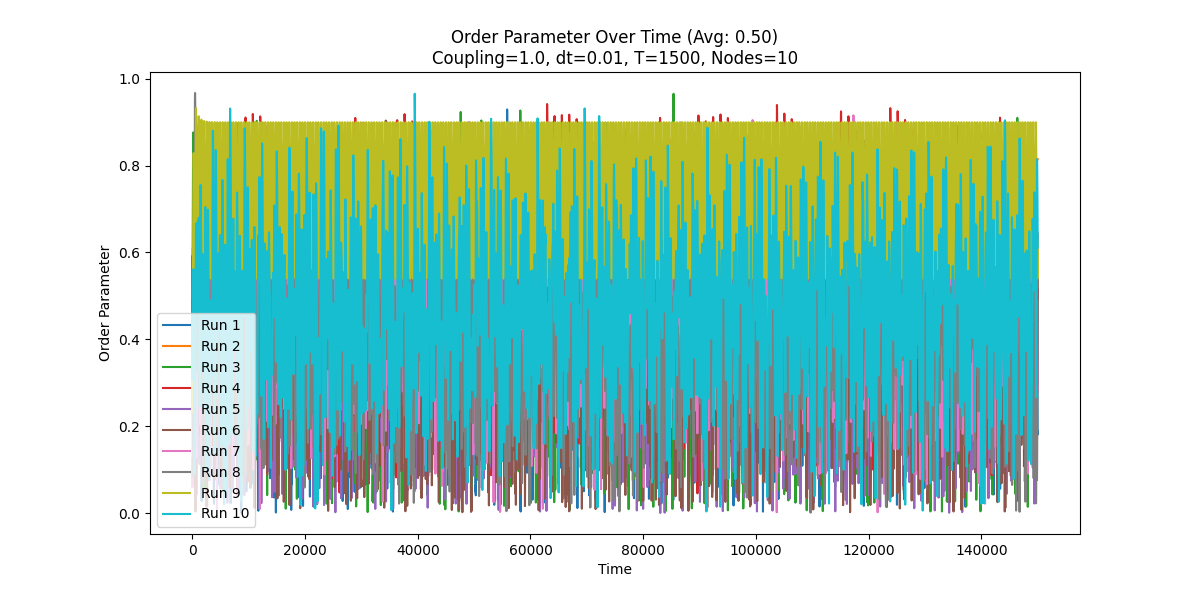 Order Parameter Over Time (Avg: 0.50)
Coupling=1.0, dt=0.01, T=1500, Nodes=10
1.0
0.8
0.6
0.4
0.2
0.0
Order Parameter
Run 1
Run 2
Run 3
Run 4
Run 5
Run 6
Run 7
Run 8
Run 9
Run 10
0 20000 40000 60000 80000 100000 120000 140000
Time